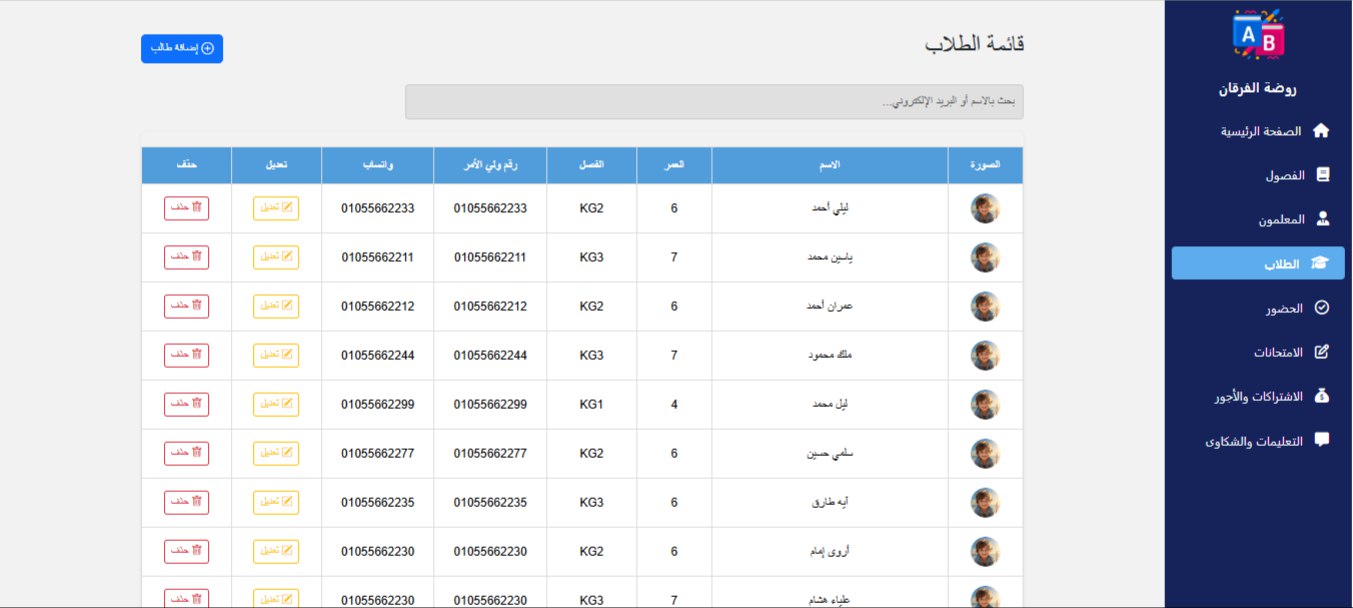 A
B
روضة الفرقان
الصفحة الرئيسية
الفصول
المعلمون
الطلاب
الحضور
الامتحانات
الاشتراكات والأجور
التعليمات والشكاوى
قائمة الطلاب
إضافة طالب
بحث بالاسم أو البريد الإلكتروني...
الصورة الاسم العمر الفصل رقم ولي الأمر واتساب تعديل حذف
ليلي أحمد 6 KG2 01055662233 01055662233 تعديل حذف
ياسين محمد 7 KG3 01055662211 01055662211 تعديل حذف
عمران أحمد 6 KG2 01055662212 01055662212 تعديل حذف
ملك محمود 7 KG3 01055662244 01055662244 تعديل حذف
ليل محمد 4 KG1 01055662299 01055662299 تعديل حذف
سلمي حسين 6 KG2 01055662277 01055662277 تعديل حذف
آيه طارق 6 KG3 01055662235 01055662235 تعديل حذف
أروى إمام 6 KG2 01055662230 01055662230 تعديل حذف
علياء هشام 7 KG3 01055662230 01055662230 تعديل حذف